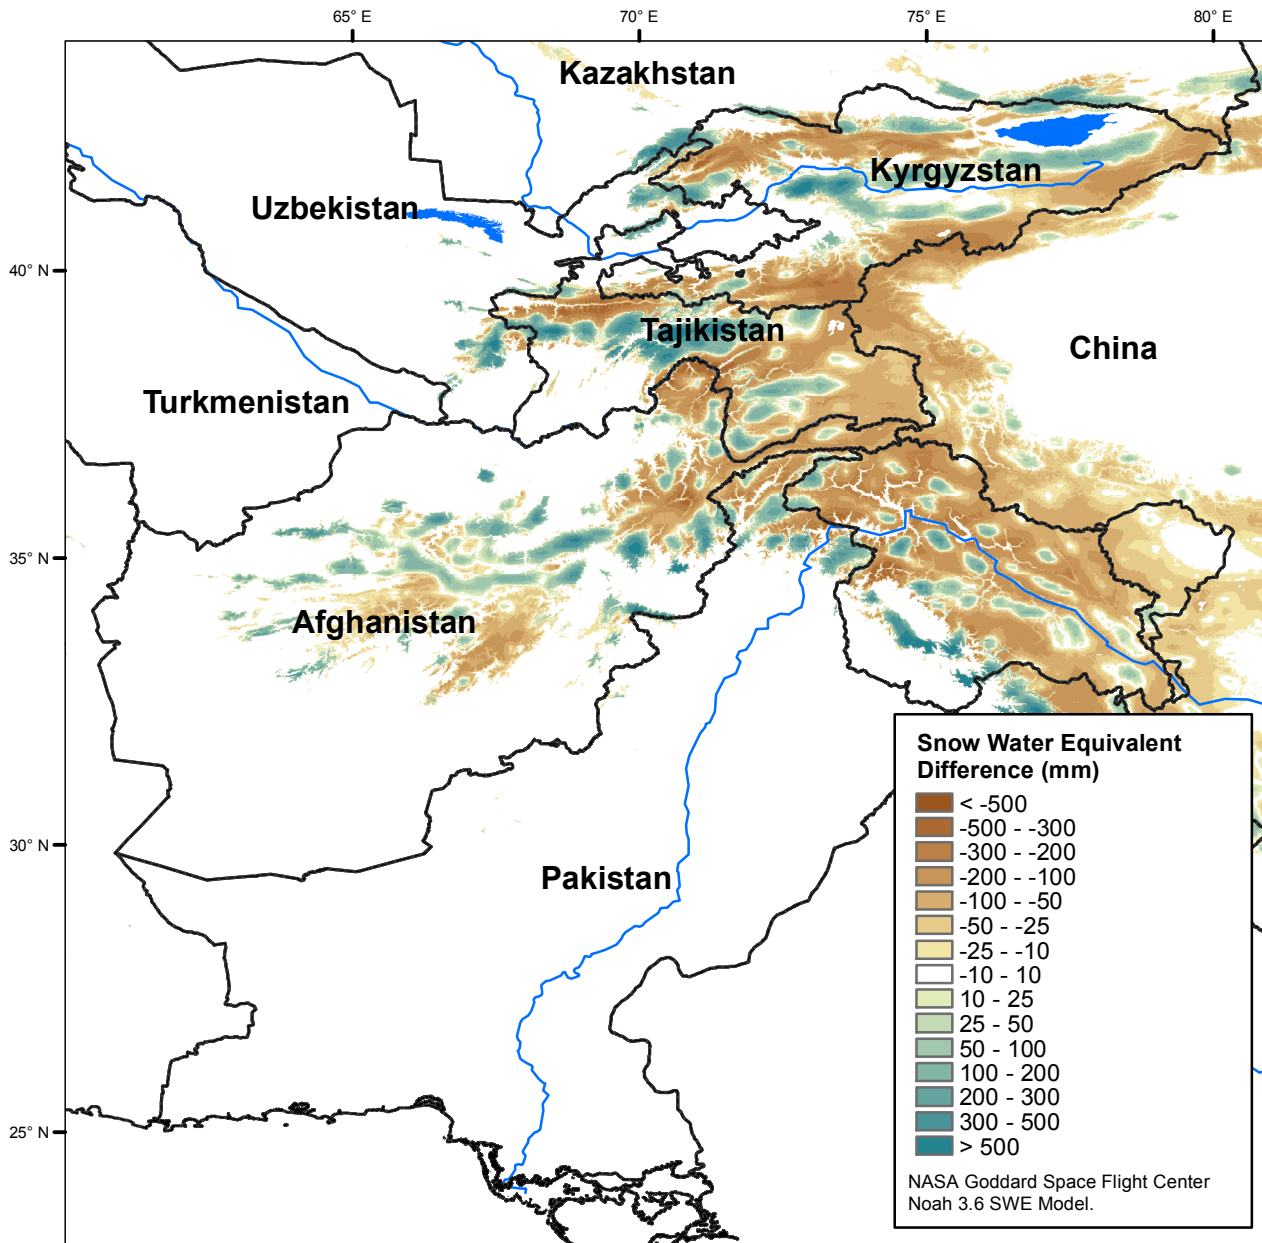 65° E
70° E
75° E
80° E
Kazakhstan
Kyrgyzstan
Uzbekistan
40° N
Tajikistan
China
Turkmenistan
35° N
Afghanistan
30° N
Pakistan
25° N
Snow Water Equivalent
Difference (mm)
< -500
-500 - -300
-300 - -200
-200 - -100
-100 - -50
-50 - -25
-25 - -10
-10 - 10
10 - 25
25 - 50
50 - 100
100 - 200
200 - 300
300 - 500
> 500
NASA Goddard Space Flight Center
Noah 3.6 SWE Model.